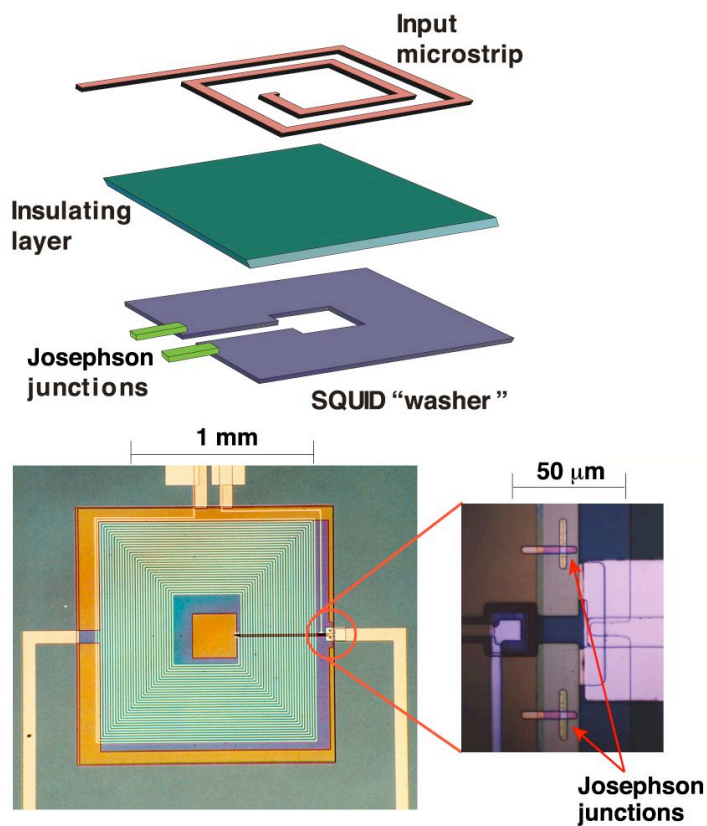 Input
microstrip
Insulating
layer
Josephson
junctions
SQUID “washer ”
1 mm
50 μm
Josephson
junctions